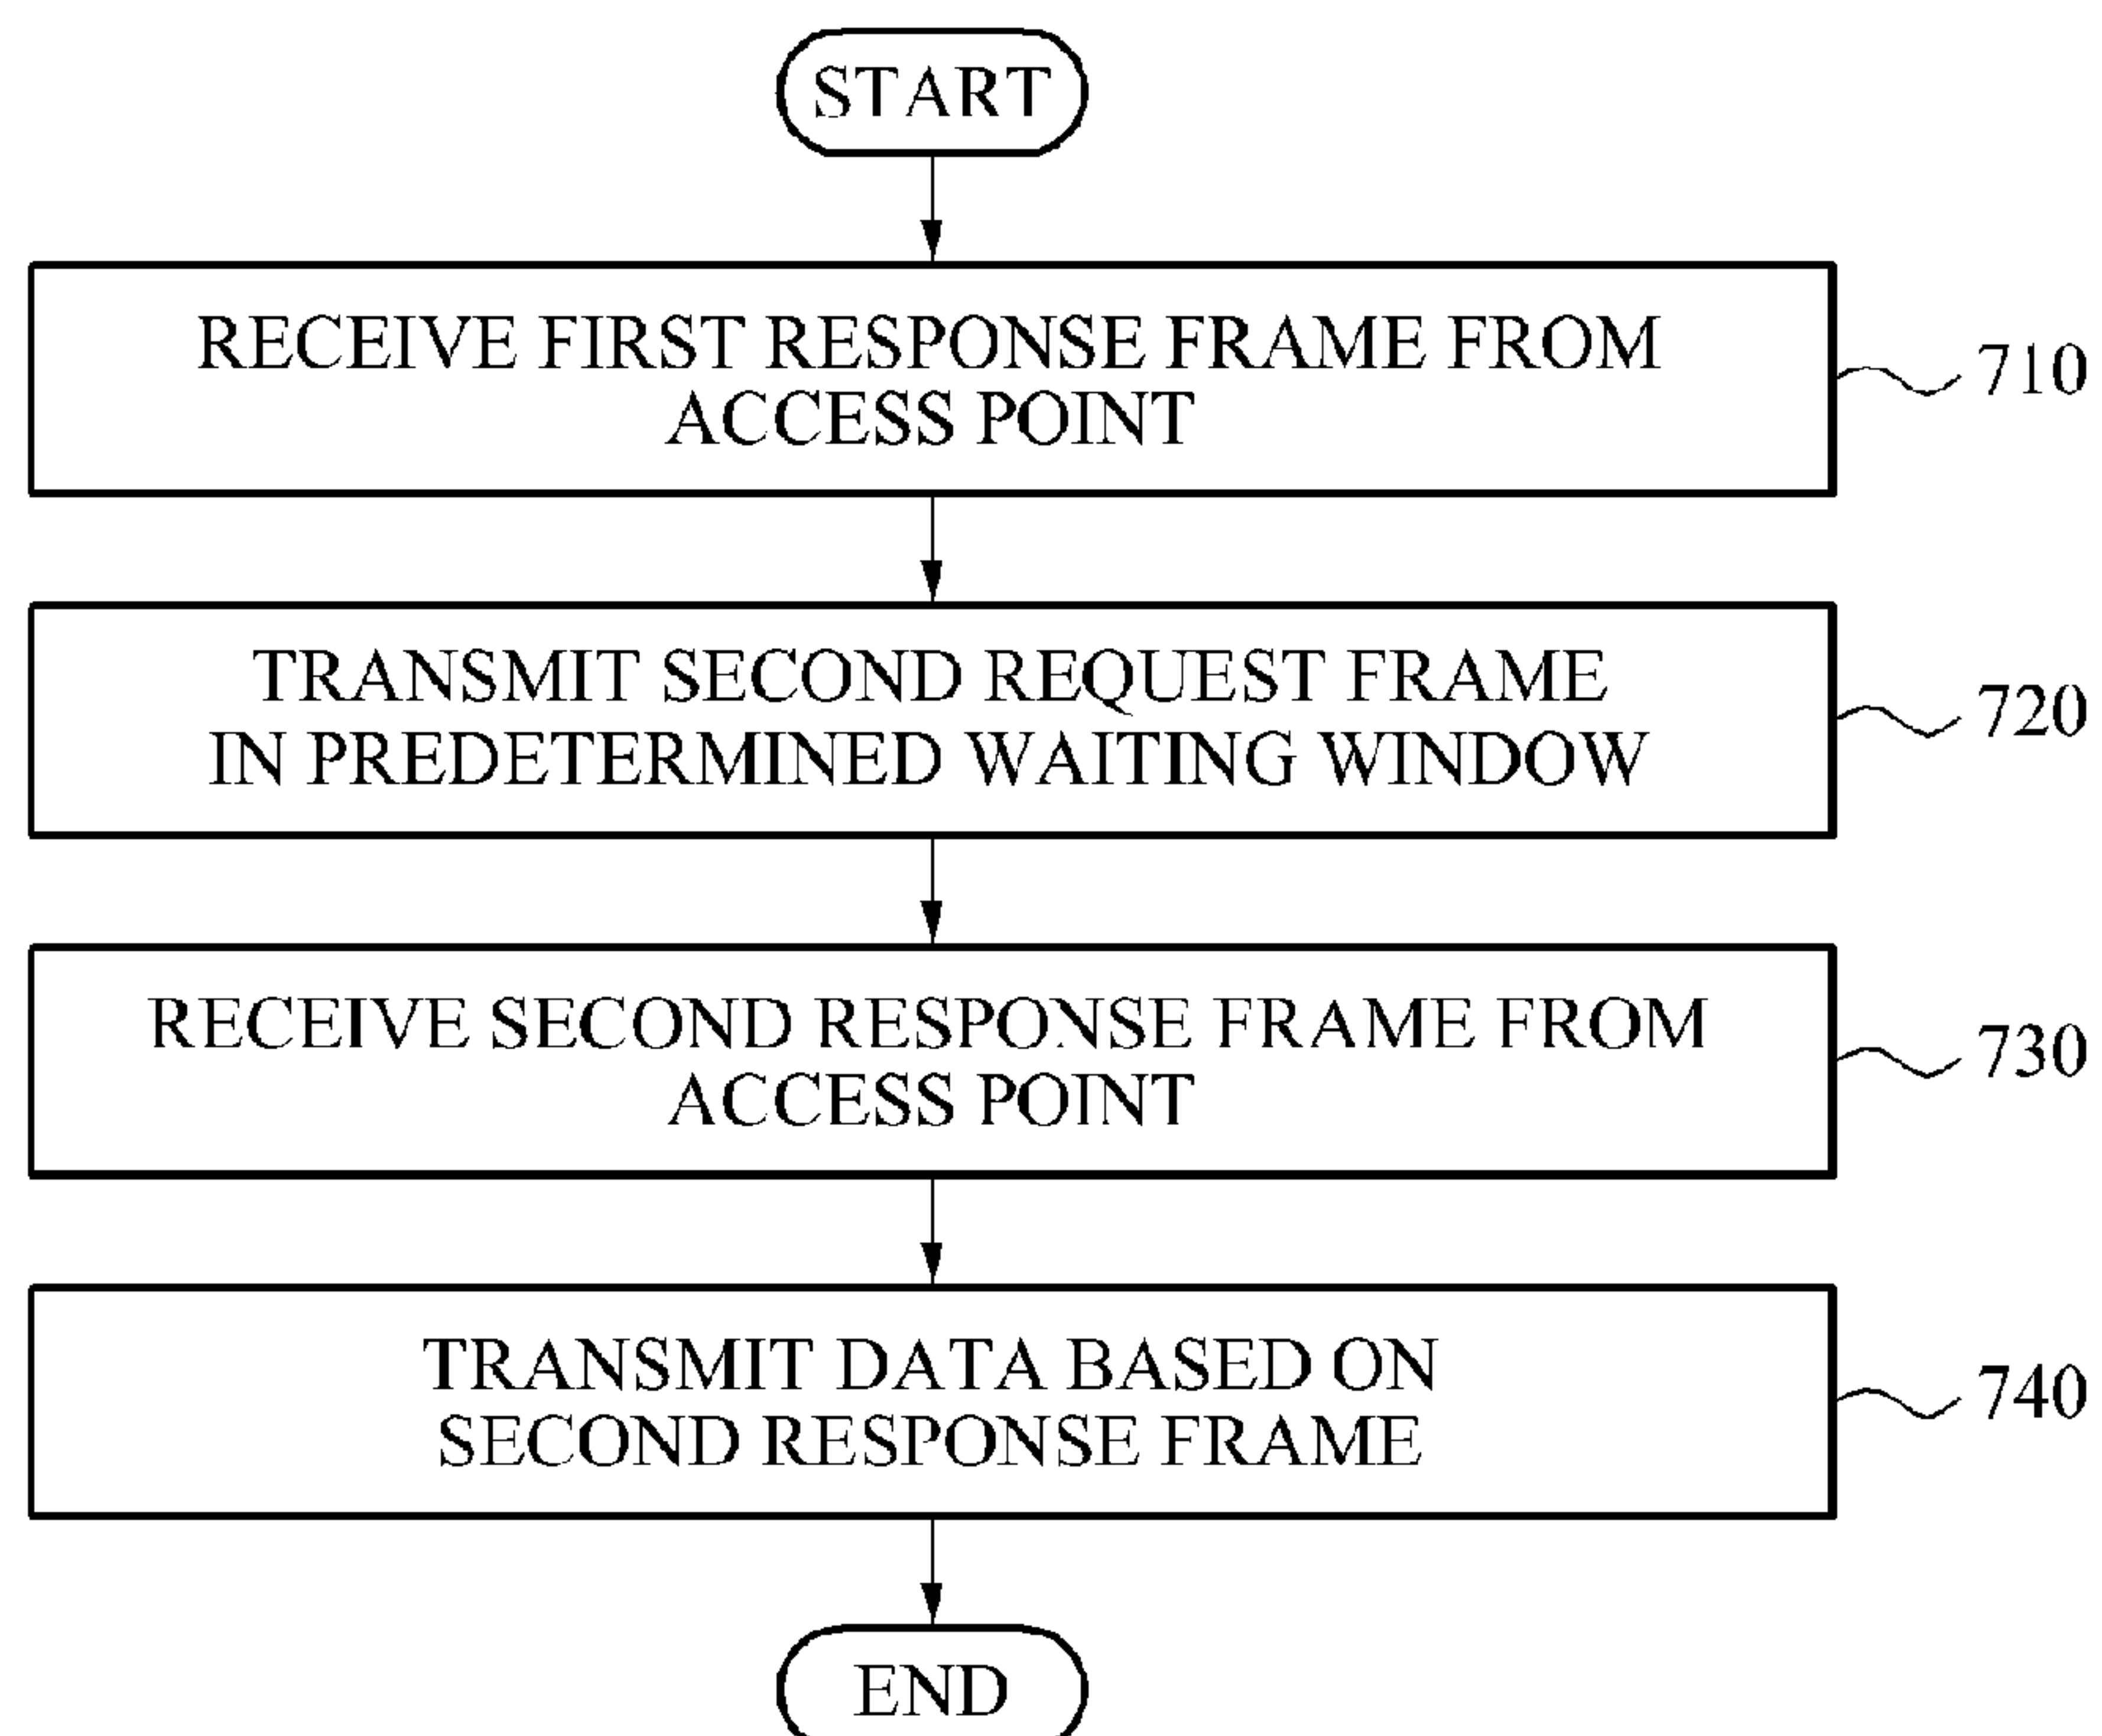 START
RECEIVE FIRST RESPONSE FRAME FROM
ACCESS POINT
710
TRANSMIT SECOND REQUEST FRAME
IN PREDETERMINED WAITING WINDOW
720
RECEIVE SECOND RESPONSE FRAME FROM
ACCESS POINT
730
TRANSMIT DATA BASED ON
SECOND RESPONSE FRAME
740
END